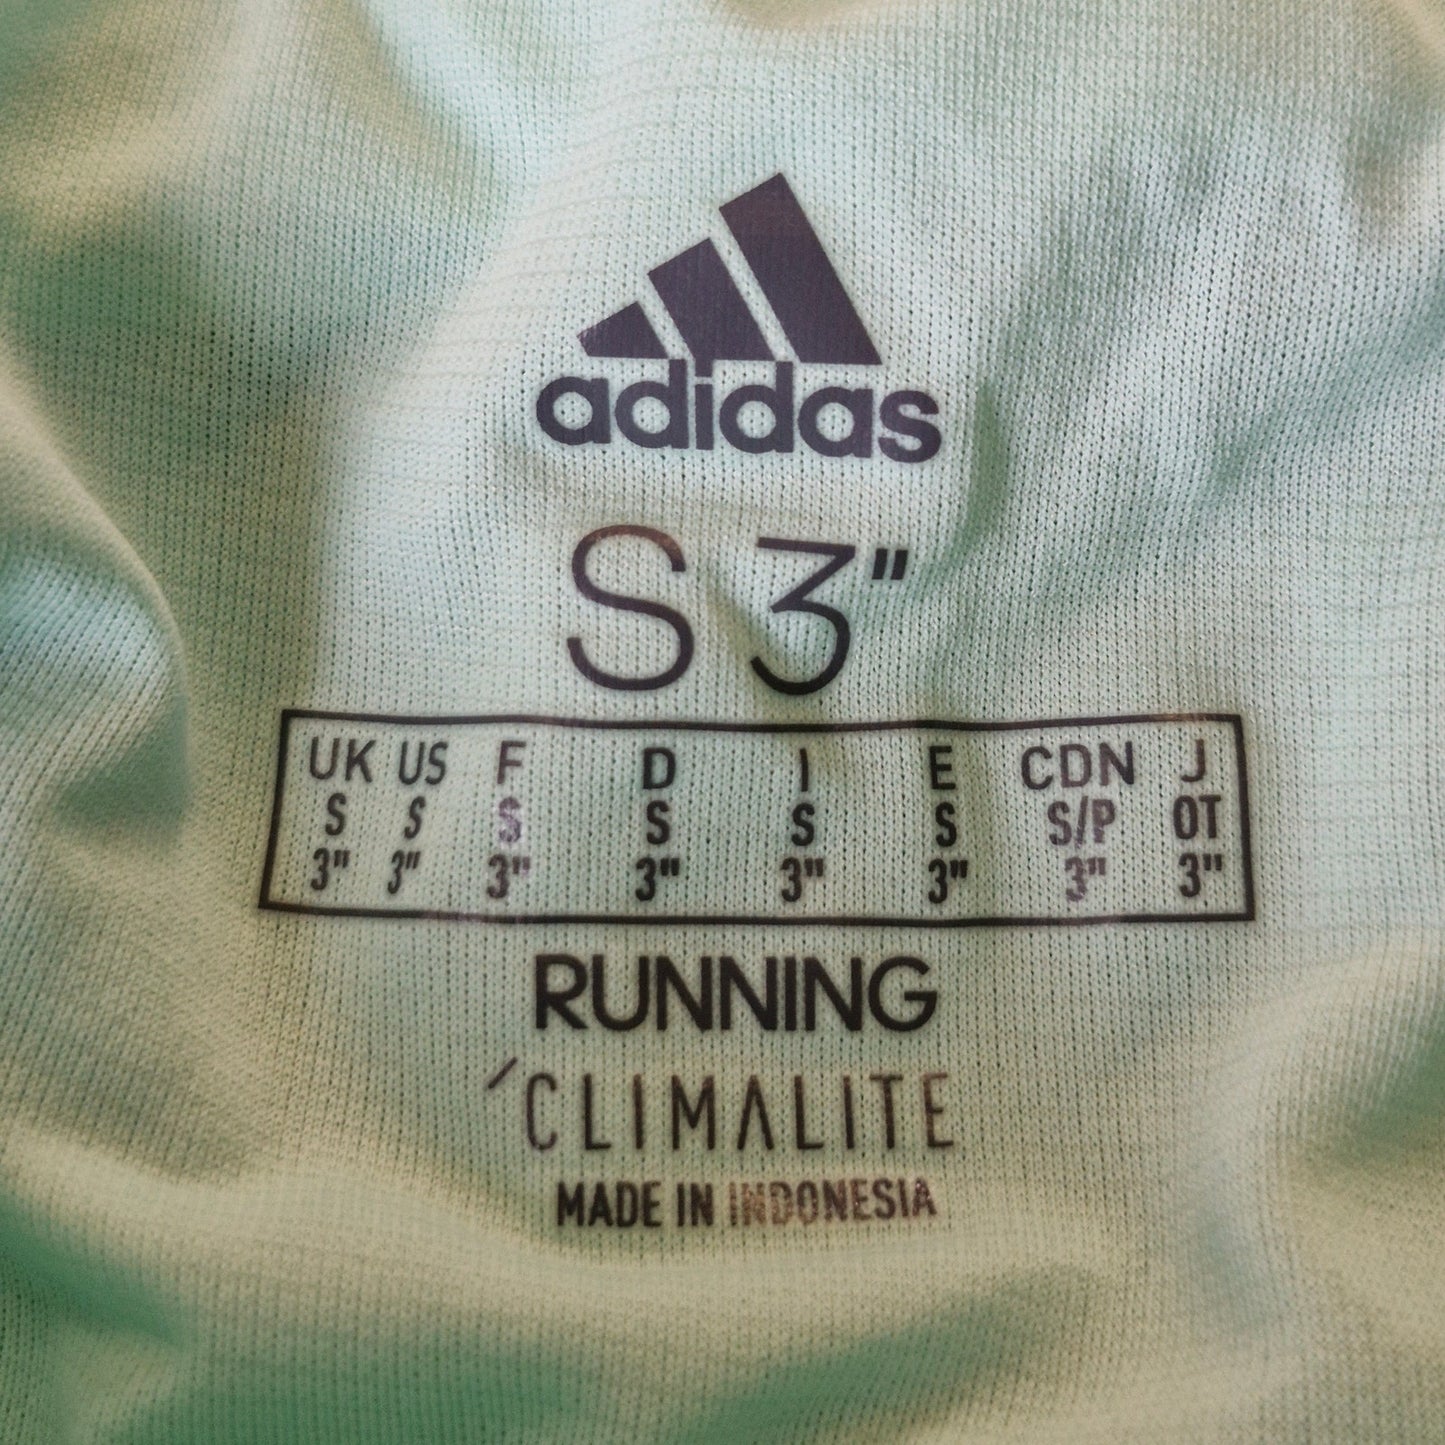 adidas
S 3"
UK US F D I E CDN J
S S S S S S S/P OT
3" 3" 3" 3" 3" 3" 3" 3"
RUNNING
´CLIMALITE
MADE IN INDONESIA